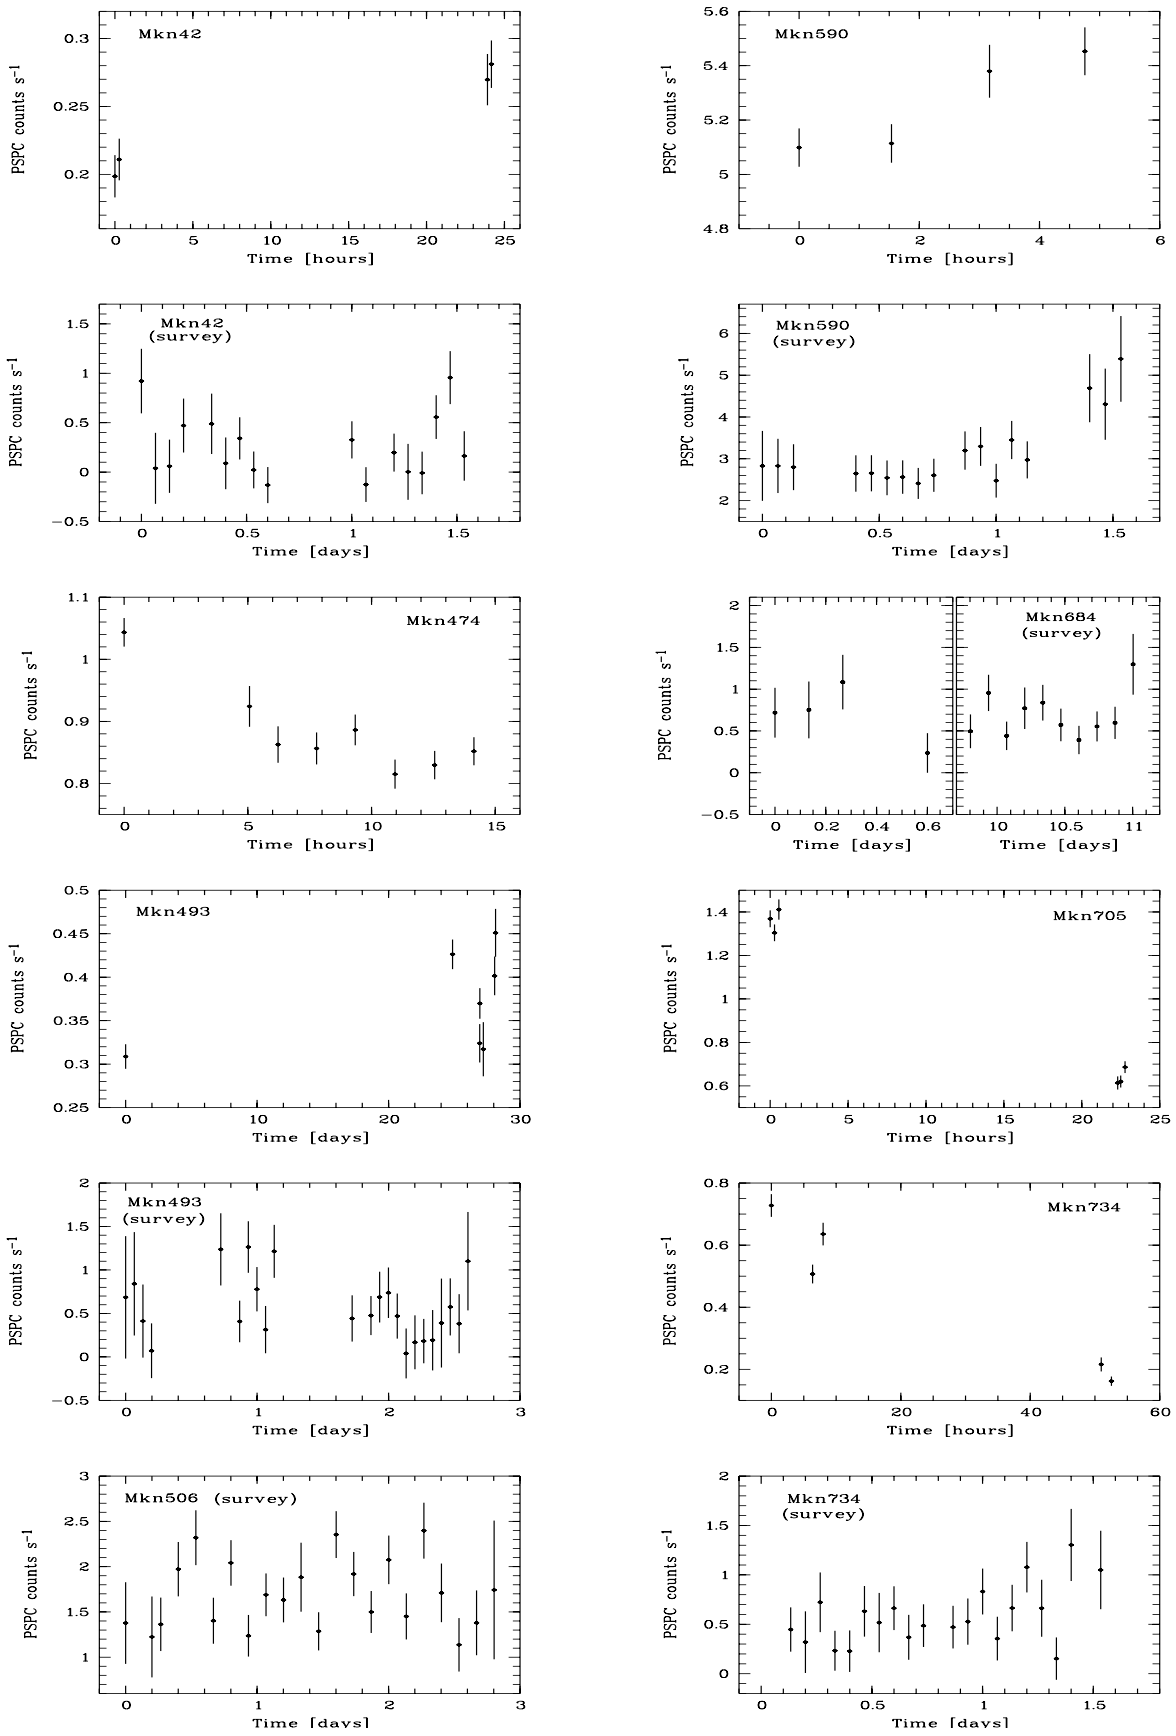 Mkn42
PSPC counts s⁻¹
0.3
0.25
0.2
0 5 10 15 20 25
Time [hours]
Mkn590
PSPC counts s⁻¹
5.6
5.4
5.2
5
4.8
0 2 4 6
Time [hours]
Mkn42
(survey)
PSPC counts s⁻¹
1.5
1
0.5
0
−0.5
0 0.5 1 1.5
Time [days]
Mkn590
(survey)
PSPC counts s⁻¹
6
5
4
3
2
0 0.5 1 1.5
Time [days]
Mkn474
PSPC counts s⁻¹
1.1
1
0.9
0.8
0 5 10 15
Time [hours]
Mkn684
(survey)
PSPC counts s⁻¹
2
1.5
1
0.5
0
−0.5
0 0.2 0.4 0.6 10 10.5 11
Time [days] Time [days]
Mkn493
PSPC counts s⁻¹
0.5
0.45
0.4
0.35
0.3
0.25
0 10 20 30
Time [days]
Mkn705
PSPC counts s⁻¹
1.4
1.2
1
0.8
0.6
0 5 10 15 20 25
Time [hours]
Mkn493
(survey)
PSPC counts s⁻¹
2
1.5
1
0.5
0
−0.5
0 1 2 3
Time [days]
Mkn734
PSPC counts s⁻¹
0.8
0.6
0.4
0.2
0 20 40 60
Time [hours]
Mkn506 (survey)
PSPC counts s⁻¹
3
2.5
2
1.5
1
0 1 2 3
Time [days]
Mkn734
(survey)
PSPC counts s⁻¹
2
1.5
1
0.5
0
0 0.5 1 1.5
Time [days]